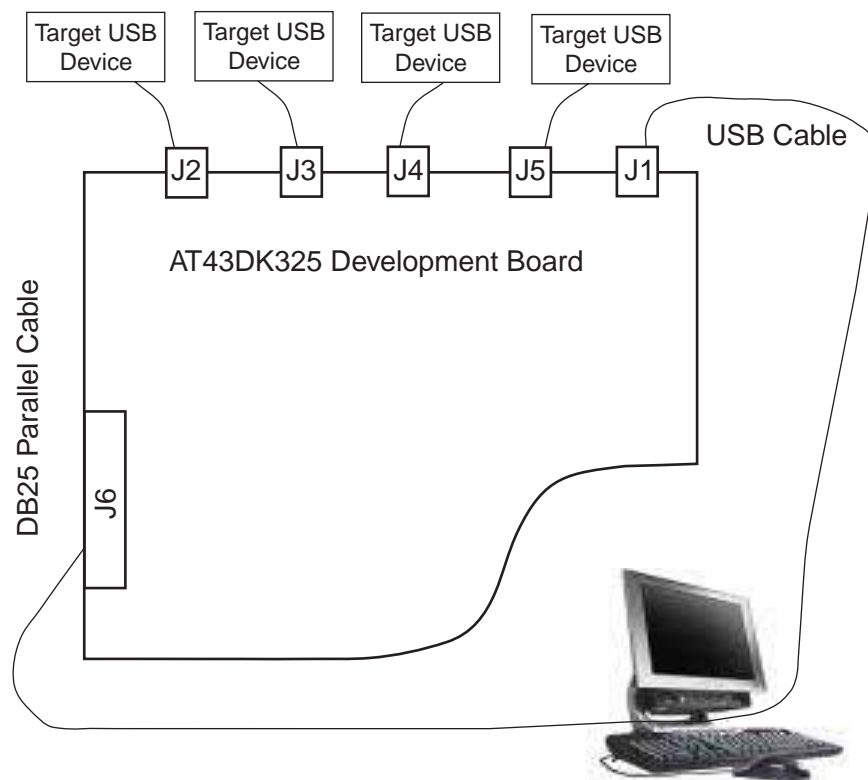 Target USB
Device
Target USB
Device
Target USB
Device
Target USB
Device
USB Cable
J2
J3
J4
J5
J1
AT43DK325 Development Board
DB25 Parallel Cable
J6